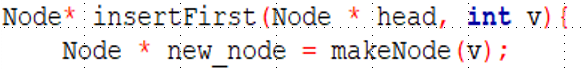 Node* insertFirst(Node * head, int v){
Node * new_node = makeNode(v);